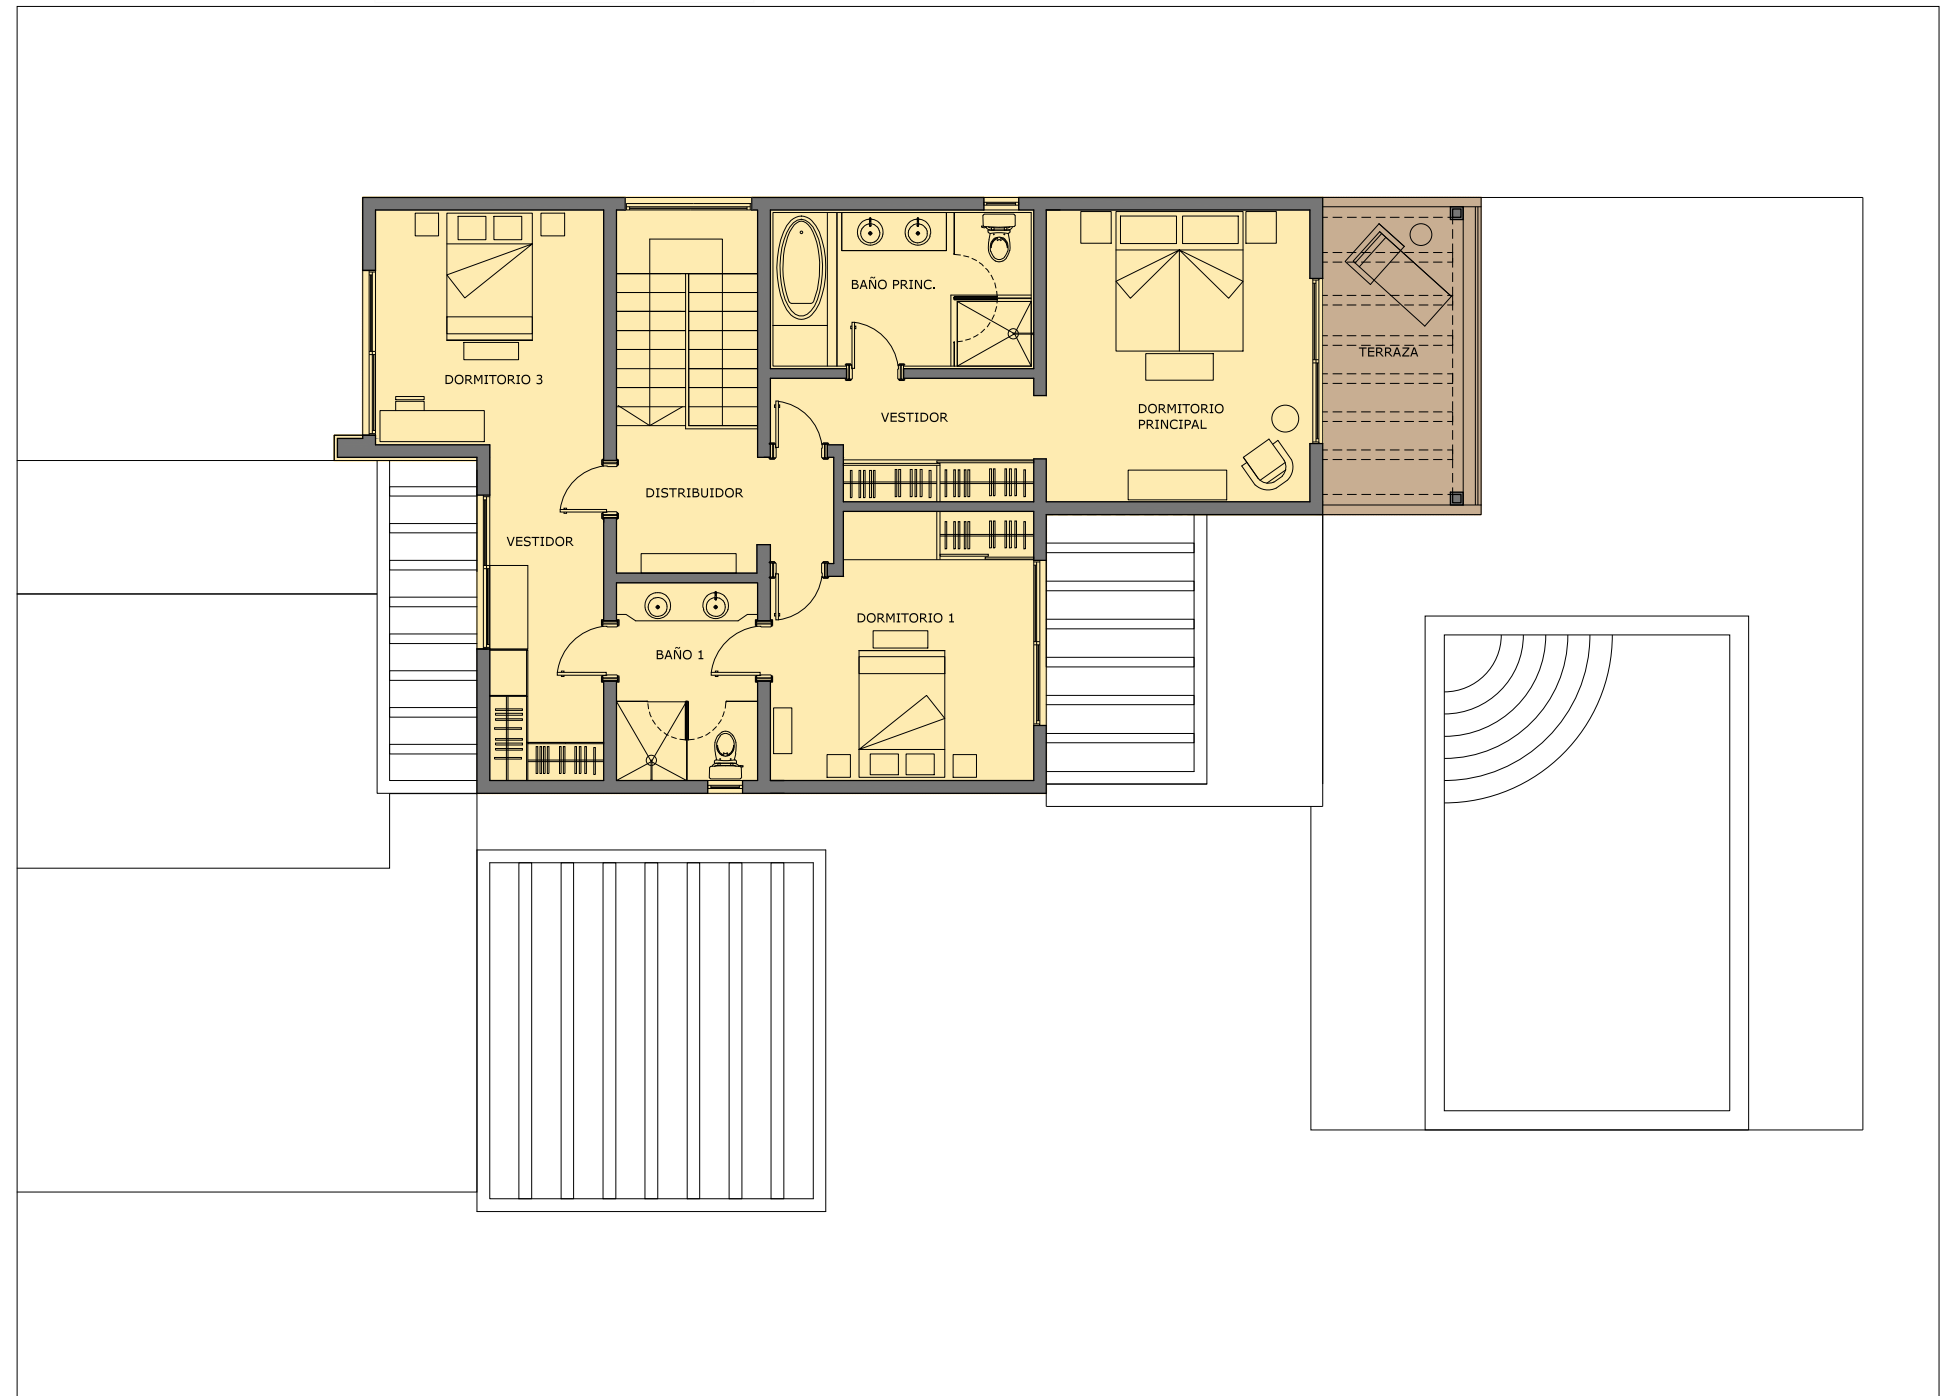 BAÑO PRINC.
TERRAZA
DORMITORIO 3
DORMITORIO
PRINCIPAL
VESTIDOR
DISTRIBUIDOR
VESTIDOR
DORMITORIO 1
BAÑO 1